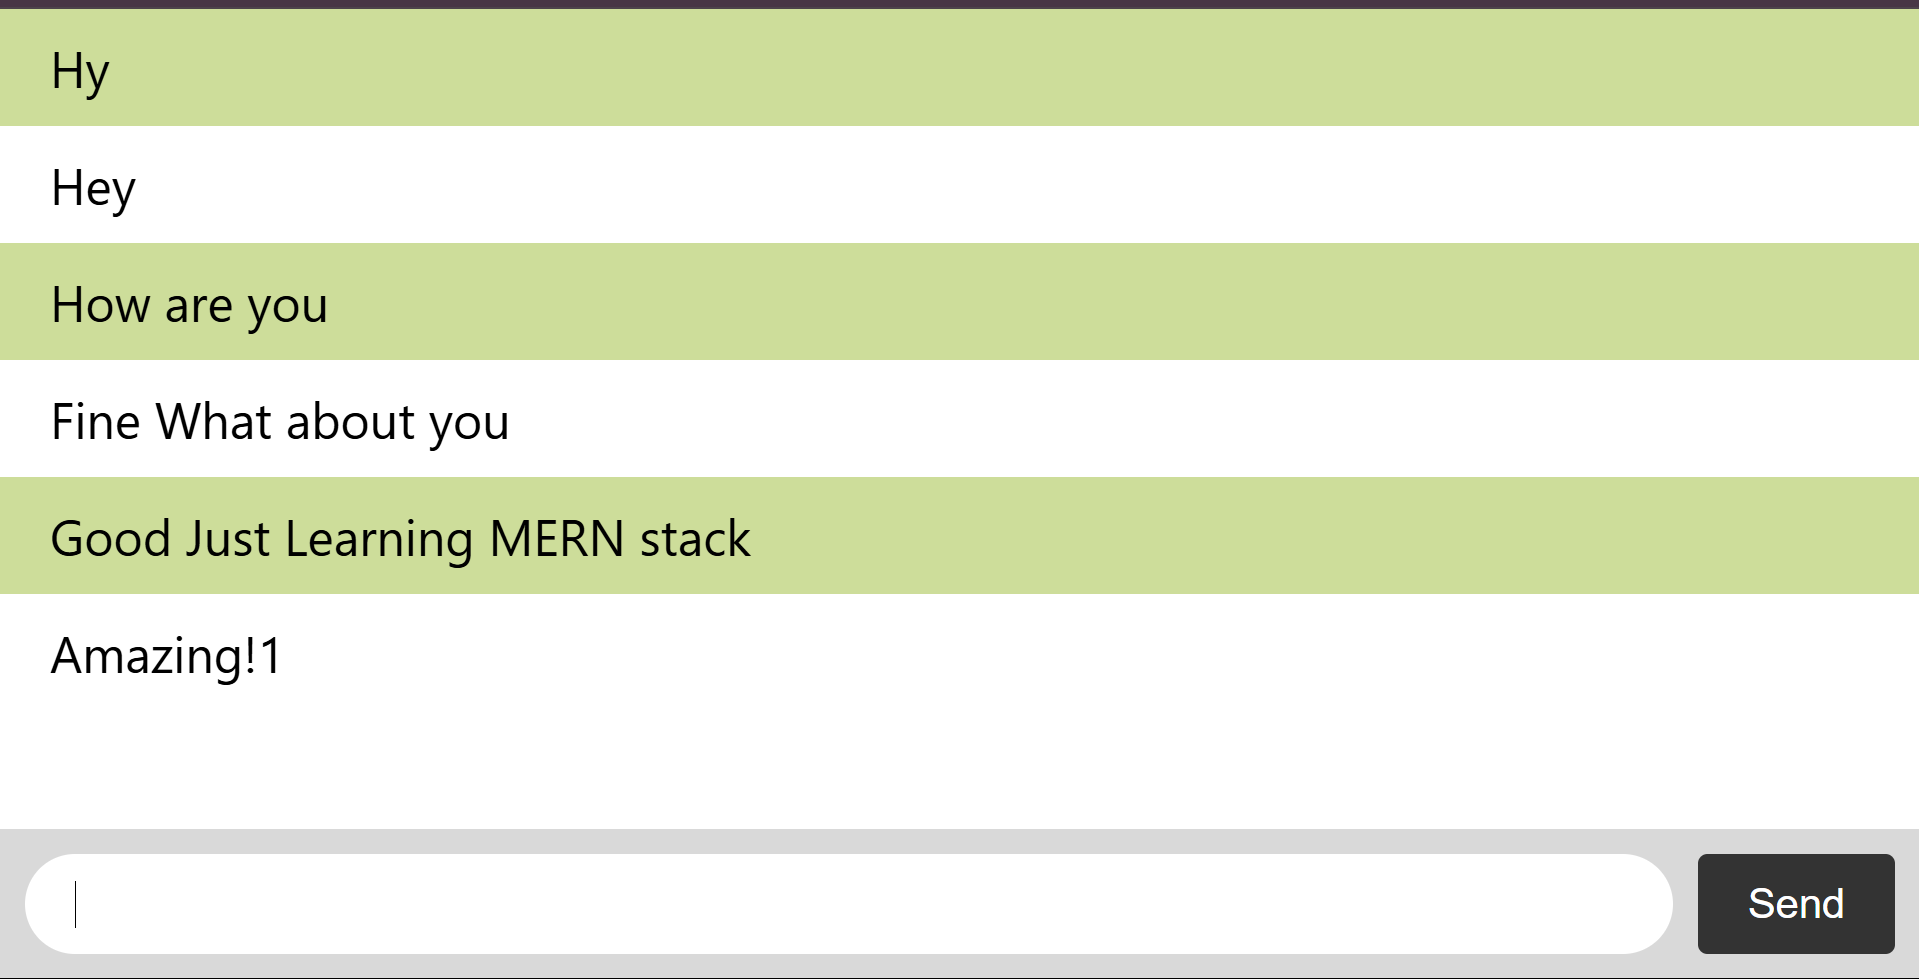 Hy
Hey
How are you
Fine What about you
Good Just Learning MERN stack
Amazing!1
Send